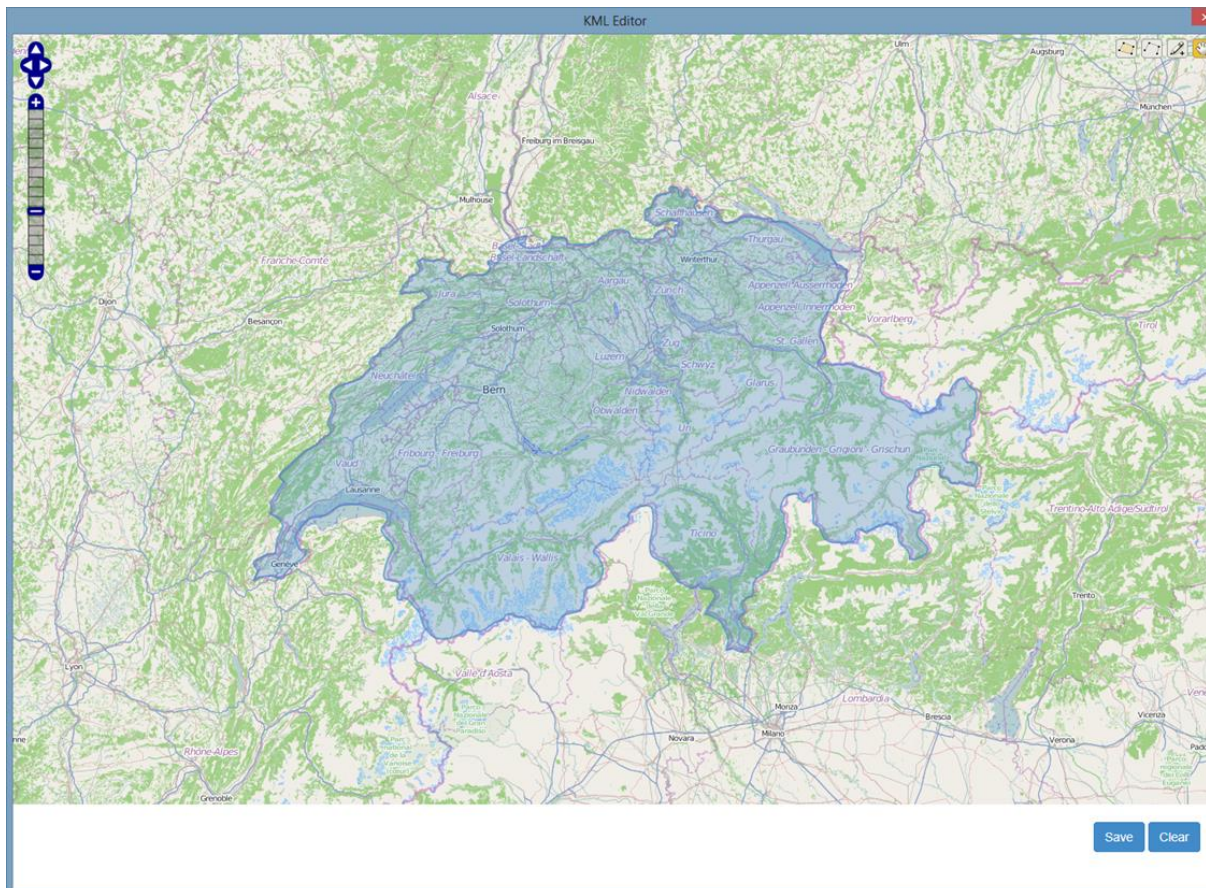 KML Editor
Ulm
Augsburg
München
Alsace
Freiburg im Breisgau
Mulhouse
Schaffhausen
Thurgau
Winterthur
Basel-Landschaft
Franche-Comte
Aargau
Zürich
Appenzell Ausserrhoden
Jura
Solothurn
Appenzell Innerrhoden
Dijon
Besançon
Vorarlberg
Tirol
Solothurn
Zug
St. Gallen
Luzern
Schwyz
Neuchâtel
Bern
Nidwalden
Glarus
Obwalden
Uri
Fribourg - Freiburg
Graubünden - Grigioni - Grischun
Vaud
Lausanne
Trentino-Alto Adige/Südtirol
Ticino
Valais - Wallis
Genève
Trento
Lyon
Valle d'Aosta
Lombardia
Monza
Brescia
Vicenza
Milano
Novara
Verona
Rhône-Alpes
Grenoble
Save Clear